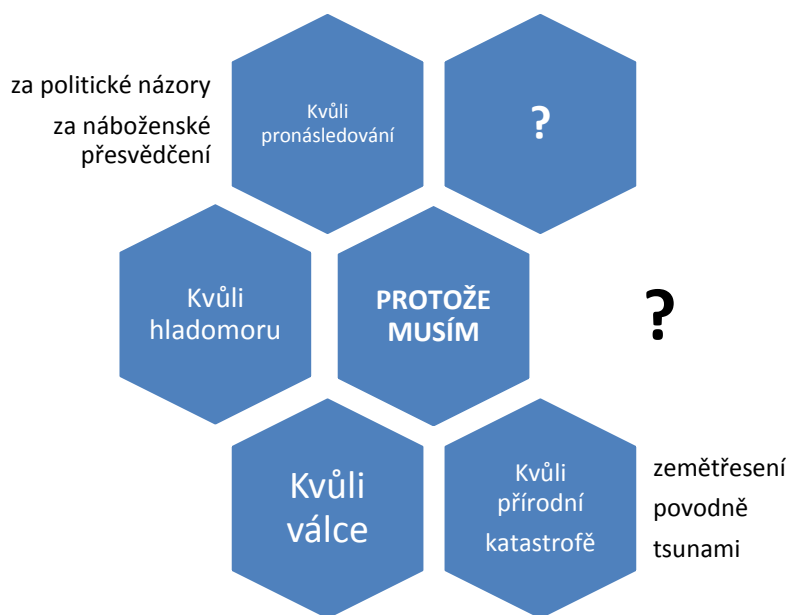 za politické názory
za náboženské
přesvědčení
Kvůli
pronásledování
?
Kvůli
hladomoru
PROTOŽE
MUSÍM
?
Kvůli
válce
Kvůli
přírodní
katastrofě
zemětřesení
povodně
tsunami